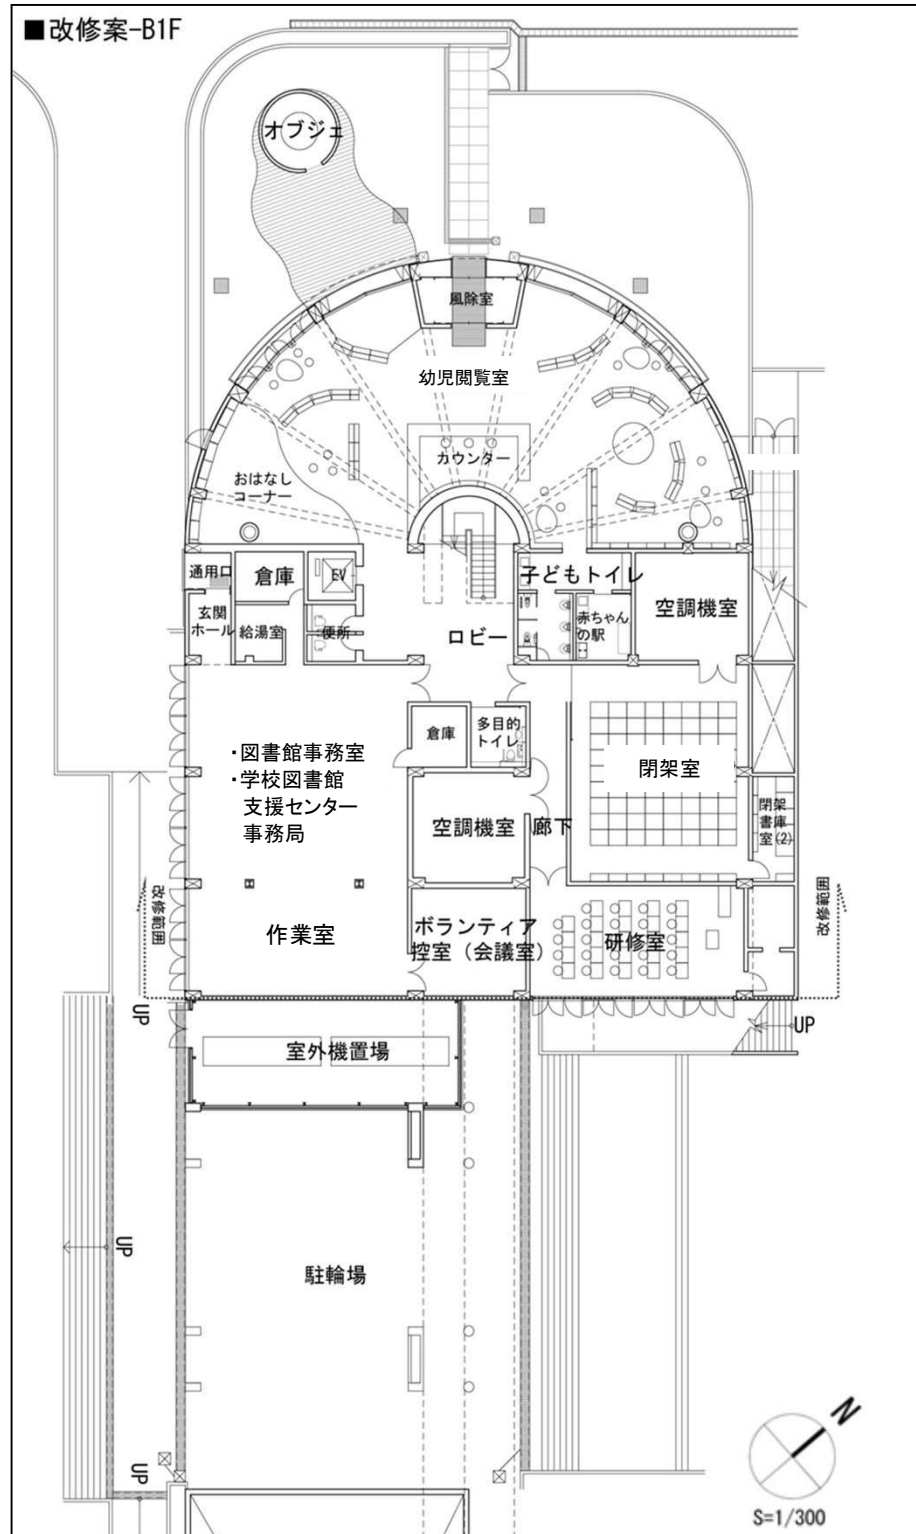 ■改修案-B1F
オブジェ
風除室
幼児閲覧室
カウンター
おはなし
コーナー
通用口
倉庫
EV
子どもトイレ
空調機室
玄関
ホール
給湯室
便所
ロビー
赤ちゃん
の駅
・図書館事務室
・学校図書館
支援センター
事務局
倉庫
多目的
トイレ
閉架室
空調機室
廊下
閉架
書庫
室(2)
改修範囲
作業室
ボランティア
控室(会議室)
研修室
改修範囲
UP
UP
室外機置場
UP
駐輪場
UP
N
S=1/300